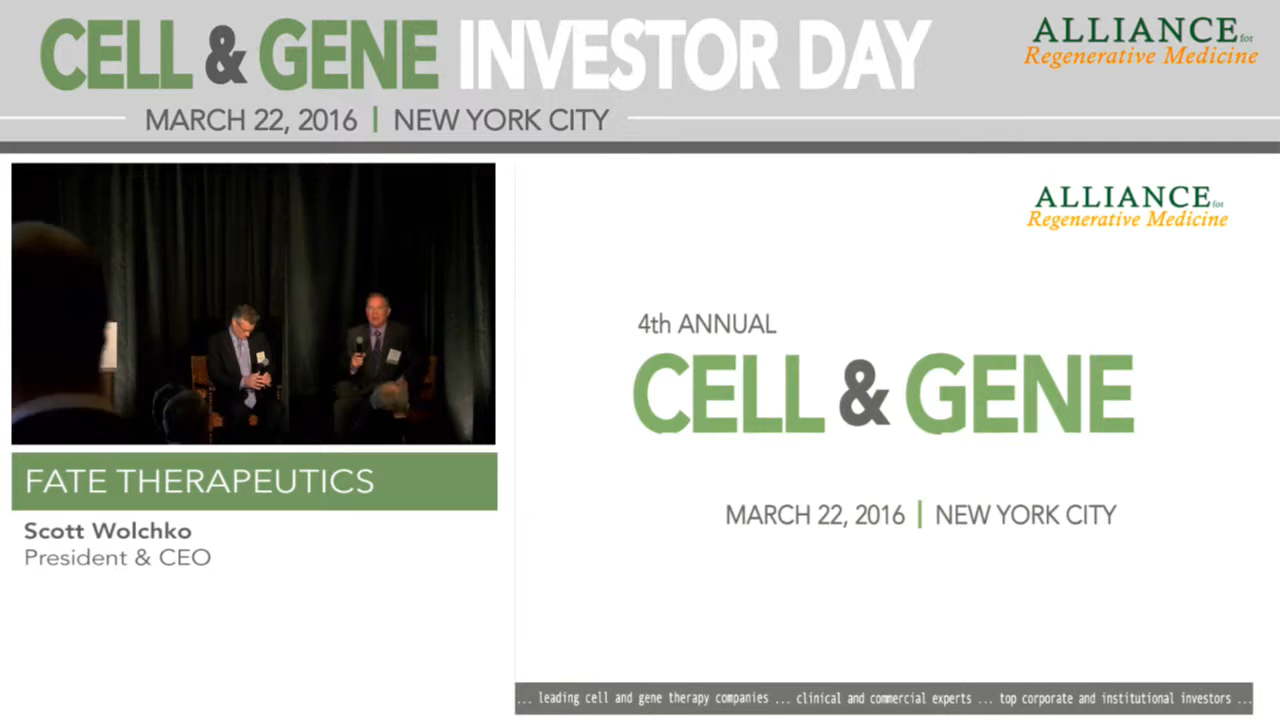 CELL & GENE INVESTOR DAY
ALLIANCE for
Regenerative Medicine
MARCH 22, 2016 | NEW YORK CITY
FATE THERAPEUTICS
Scott Wolchko
President & CEO
ALLIANCE for
Regenerative Medicine
4th ANNUAL
CELL & GENE
MARCH 22, 2016 | NEW YORK CITY
... leading cell and gene therapy companies ... clinical and commercial experts ... top corporate and institutional investors ...